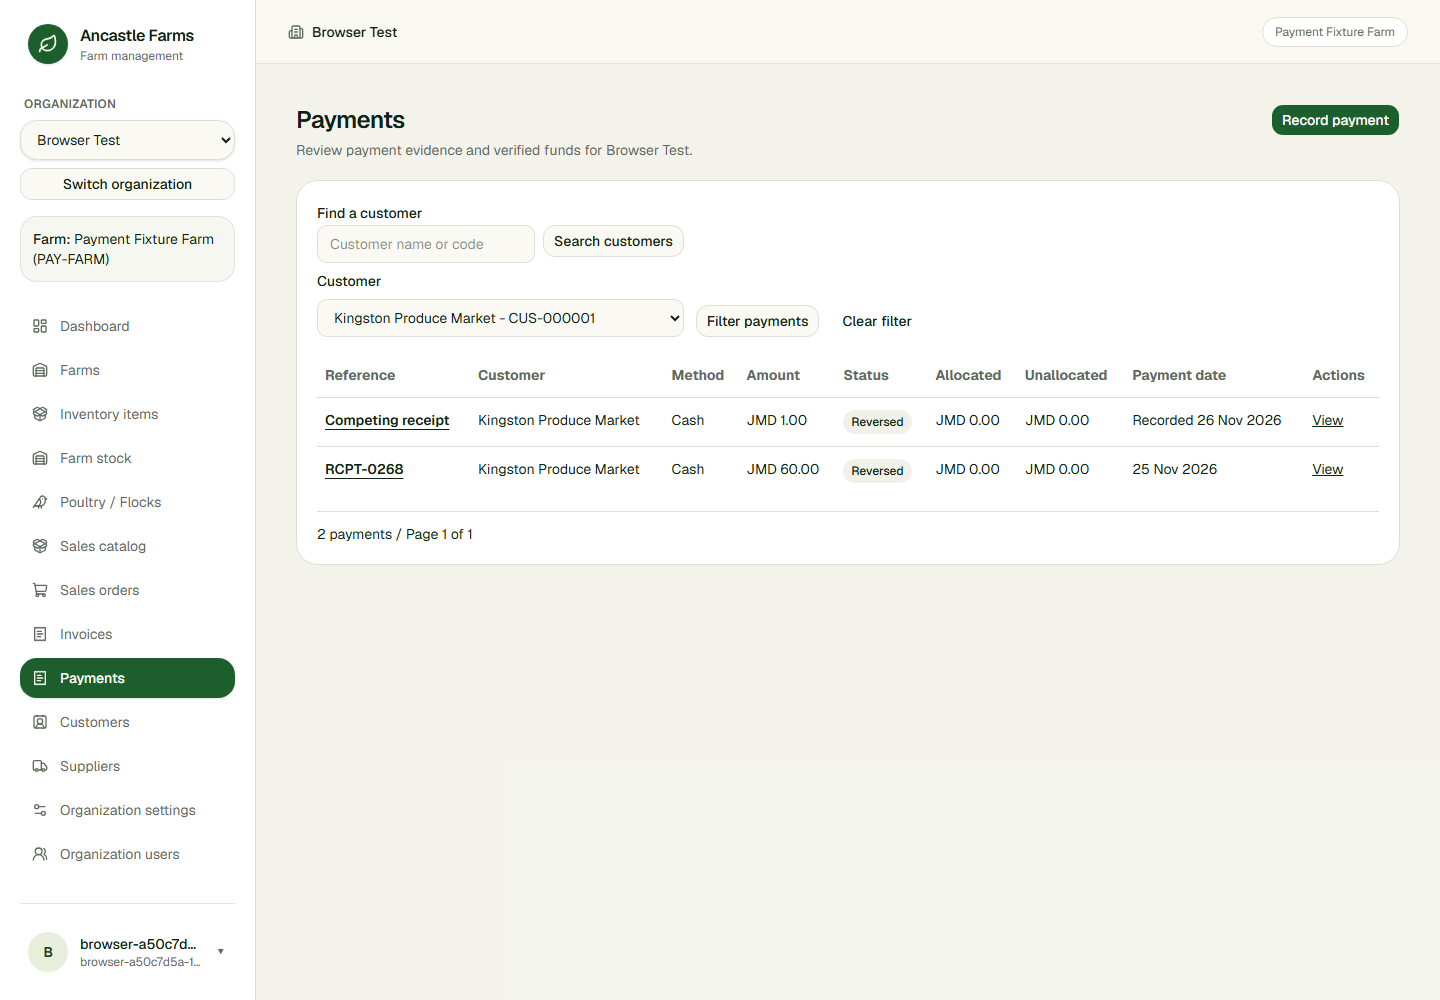 Ancastle Farms
Farm management
ORGANIZATION
Browser Test
Switch organization
Farm: Payment Fixture Farm
(PAY-FARM)
Dashboard
Farms
Inventory items
Farm stock
Poultry / Flocks
Sales catalog
Sales orders
Invoices
Payments
Customers
Suppliers
Organization settings
Organization users
B
browser-a50c7d...
browser-a50c7d5a-1...
Browser Test
Payment Fixture Farm
Payments
Record payment
Review payment evidence and verified funds for Browser Test.
Find a customer
Customer name or code
Search customers
Customer
Kingston Produce Market - CUS-000001
Filter payments
Clear filter
Reference Customer Method Amount Status Allocated Unallocated Payment date Actions
Competing receipt Kingston Produce Market Cash JMD 1.00 Reversed JMD 0.00 JMD 0.00 Recorded 26 Nov 2026 View
RCPT-0268 Kingston Produce Market Cash JMD 60.00 Reversed JMD 0.00 JMD 0.00 25 Nov 2026 View
2 payments / Page 1 of 1